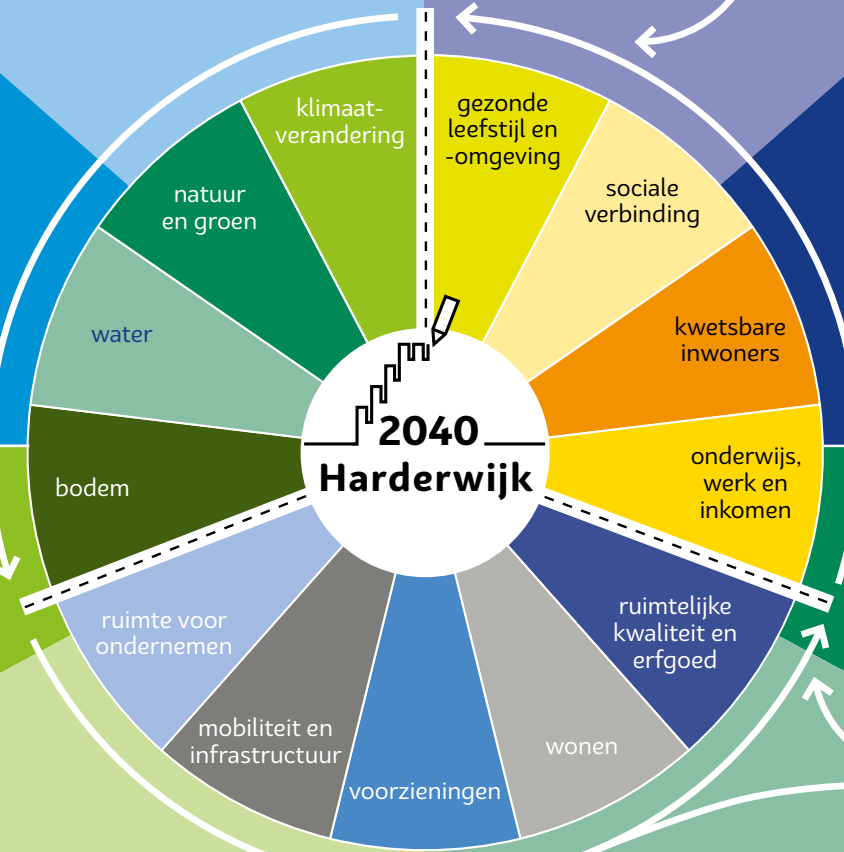 klimaat-
verandering
gezonde
leefstijl en
-omgeving
sociale
verbinding
kwetsbare
inwoners
onderwijs,
werk en
inkomen
ruimtelijke
kwaliteit en
erfgoed
wonen
voorzieningen
mobiliteit en
infrastructuur
ruimte voor
ondernemen
bodem
water
natuur
en groen
2040
Harderwijk